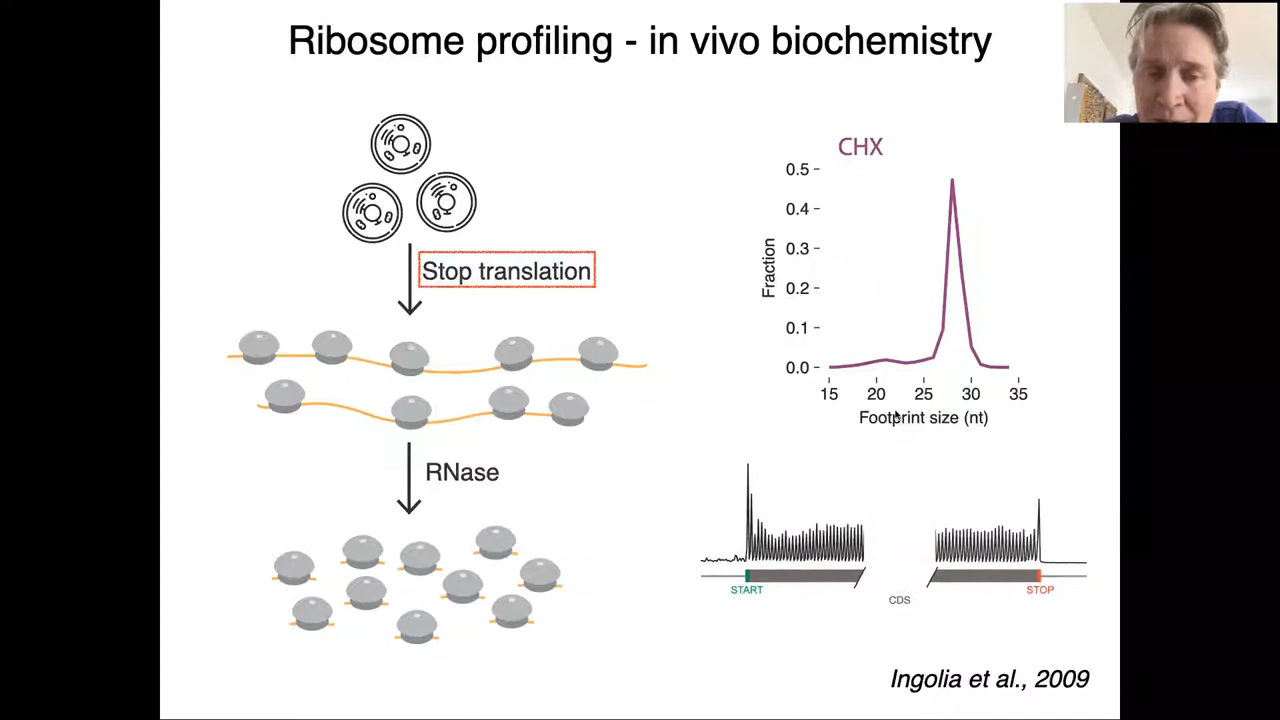 Ribosome profiling - in vivo biochemistry
Stop translation
RNase
CHX
Fraction
0.5
0.4
0.3
0.2
0.1
0.0
15 20 25 30 35
Footprint size (nt)
START
STOP
CDS
Ingolia et al., 2009